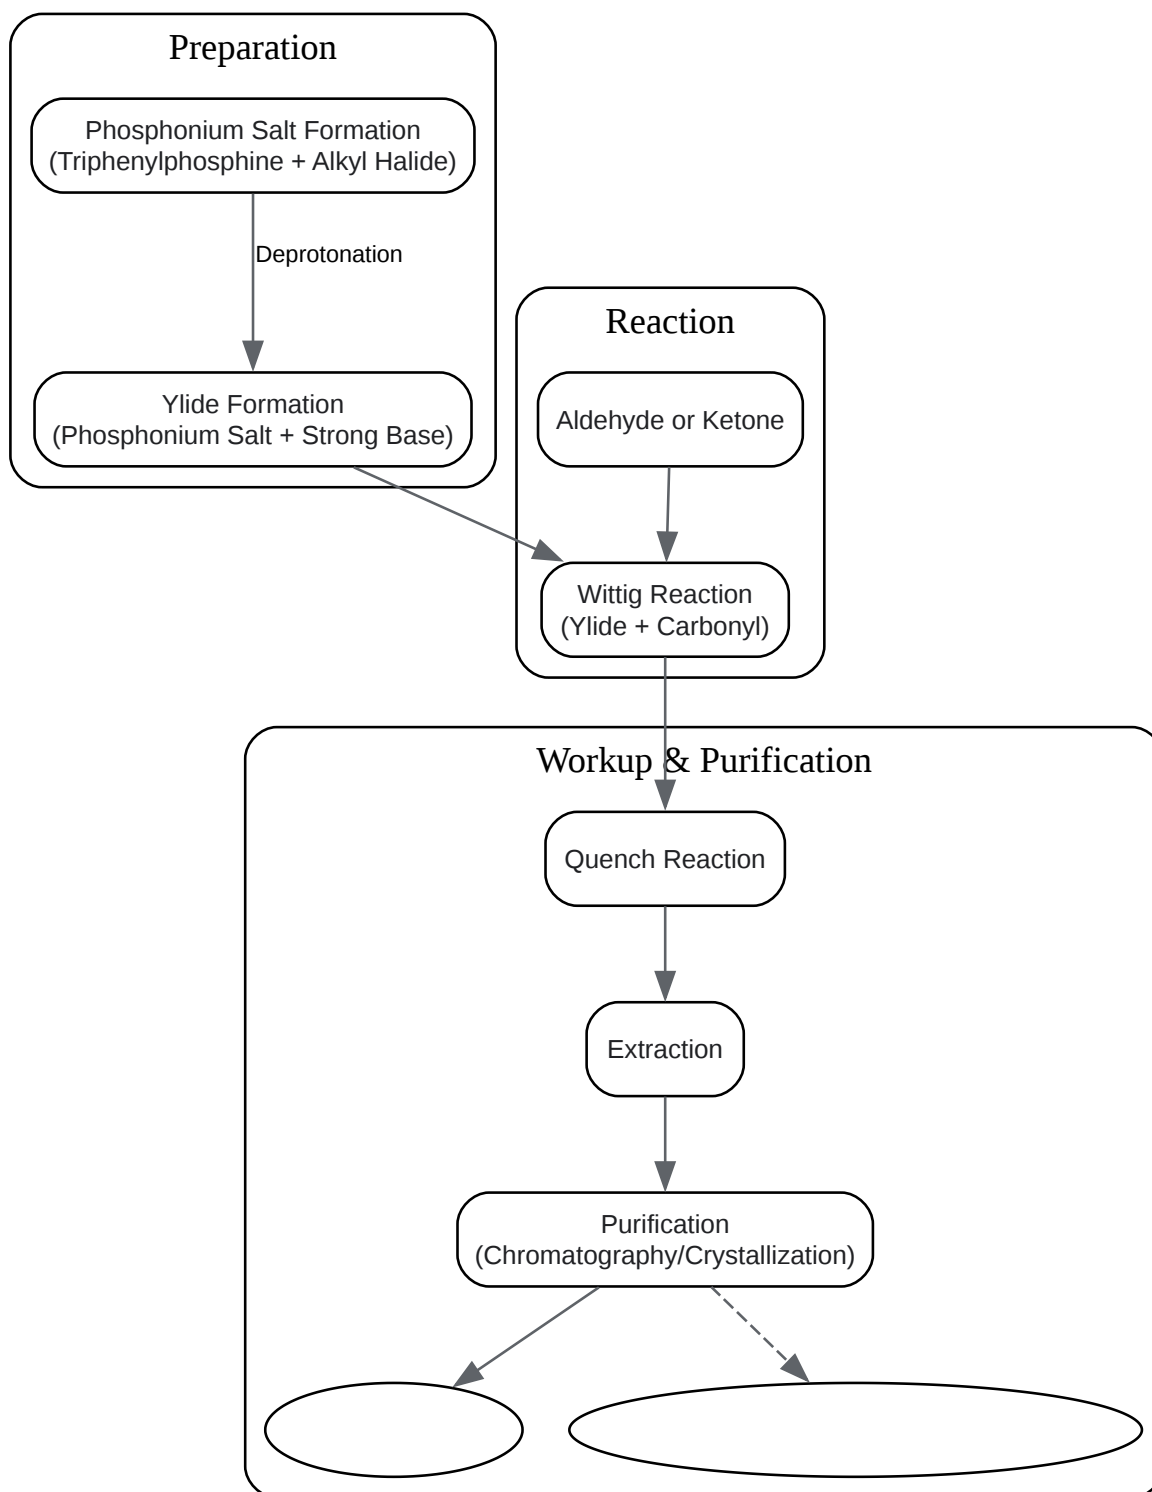 Preparation
Phosphonium Salt Formation
(Triphenylphosphine + Alkyl Halide)
Deprotonation
Ylide Formation
(Phosphonium Salt + Strong Base)
Reaction
Aldehyde or Ketone
Wittig Reaction
(Ylide + Carbonyl)
Workup & Purification
Quench Reaction
Extraction
Purification
(Chromatography/Crystallization)